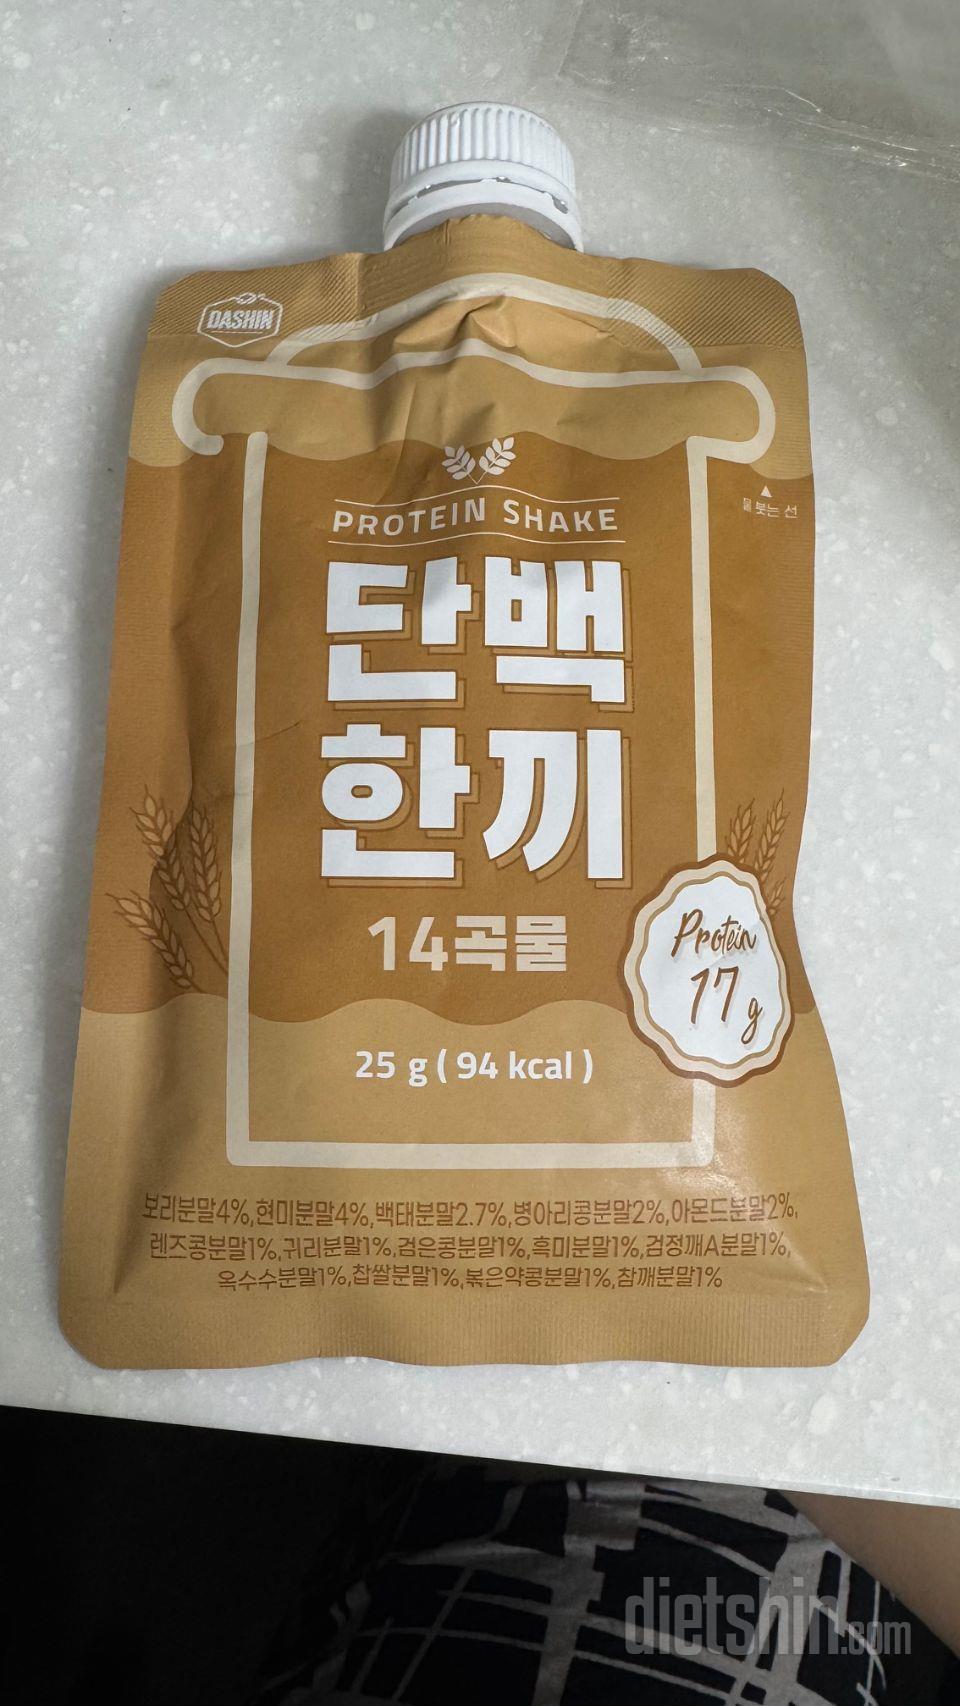 DASHIN
PROTEIN SHAKE
▲
물 붓는 선
단백
한끼
14곡물
Protein
17g
25 g ( 94 kcal )
보리분말4%,현미분말4%,백태분말2.7%,병아리콩분말2%,아몬드분말2%,
렌즈콩분말1%,귀리분말1%,검은콩분말1%,흑미분말1%,검정깨A분말1%,
옥수수분말1%,찹쌀분말1%,볶은약콩분말1%,참깨분말1%
dietshin.com